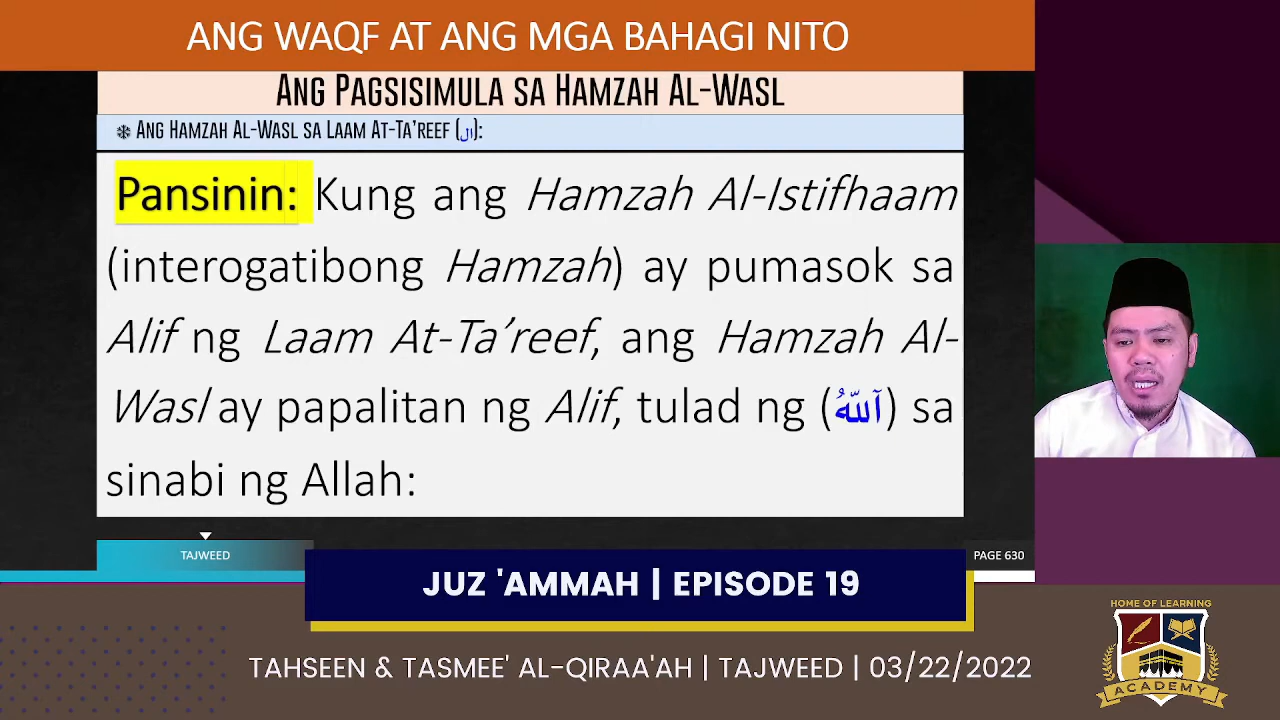 ANG WAQF AT ANG MGA BAHAGI NITO
ANG PAGSISIMULA SA HAMZAH AL-WASL
❄ ANG HAMZAH AL-WASL SA LAAM AT-TA'REEF (ال):
Pansinin: Kung ang Hamzah Al-Istifhaam
(interogatibong Hamzah) ay pumasok sa
Alif ng Laam At-Ta’reef, ang Hamzah Al-
Wasl ay papalitan ng Alif, tulad ng (آللَّهُ) sa
sinabi ng Allah:
TAJWEED
PAGE 630
JUZ 'AMMAH | EPISODE 19
TAHSEEN & TASMEE' AL-QIRAA'AH | TAJWEED | 03/22/2022
HOME OF LEARNING
ACADEMY